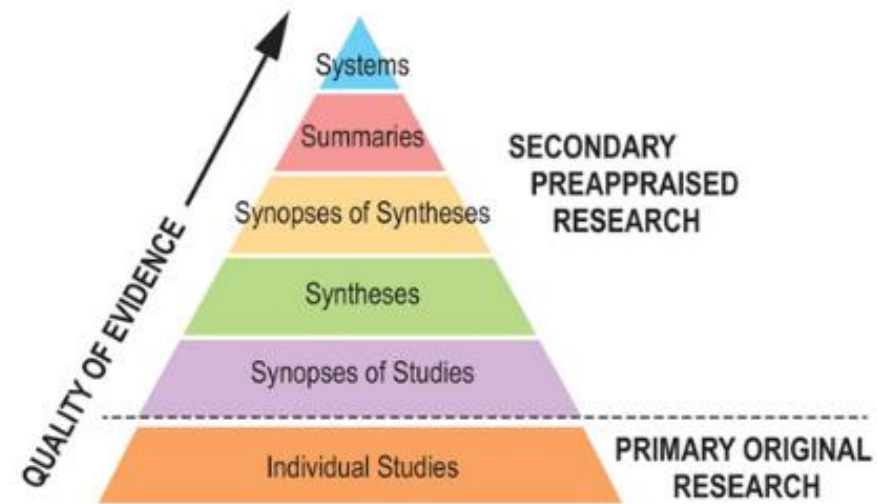 Systems
Summaries
SECONDARY
PREAPPRAISED
RESEARCH
Synopses of Syntheses
Syntheses
Synopses of Studies
Individual Studies
PRIMARY ORIGINAL
RESEARCH
QUALITY OF EVIDENCE